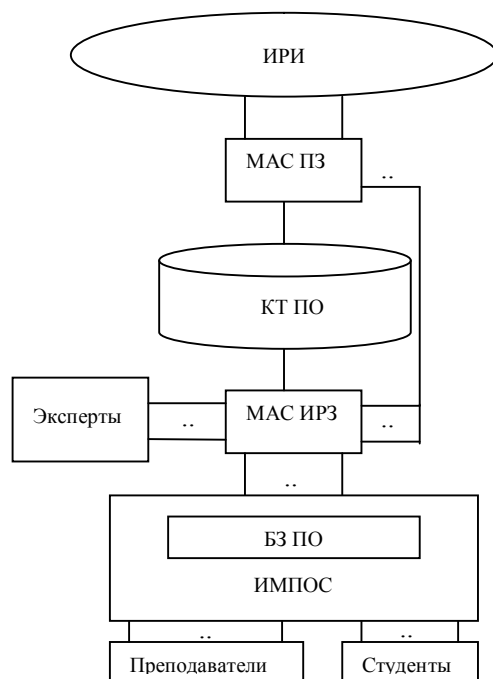 ИРИ
МАС ПЗ
..
КТ ПО
Эксперты
..
МАС ИРЗ
..
..
БЗ ПО
ИМПОС
..
..
Преподаватели
Студенты